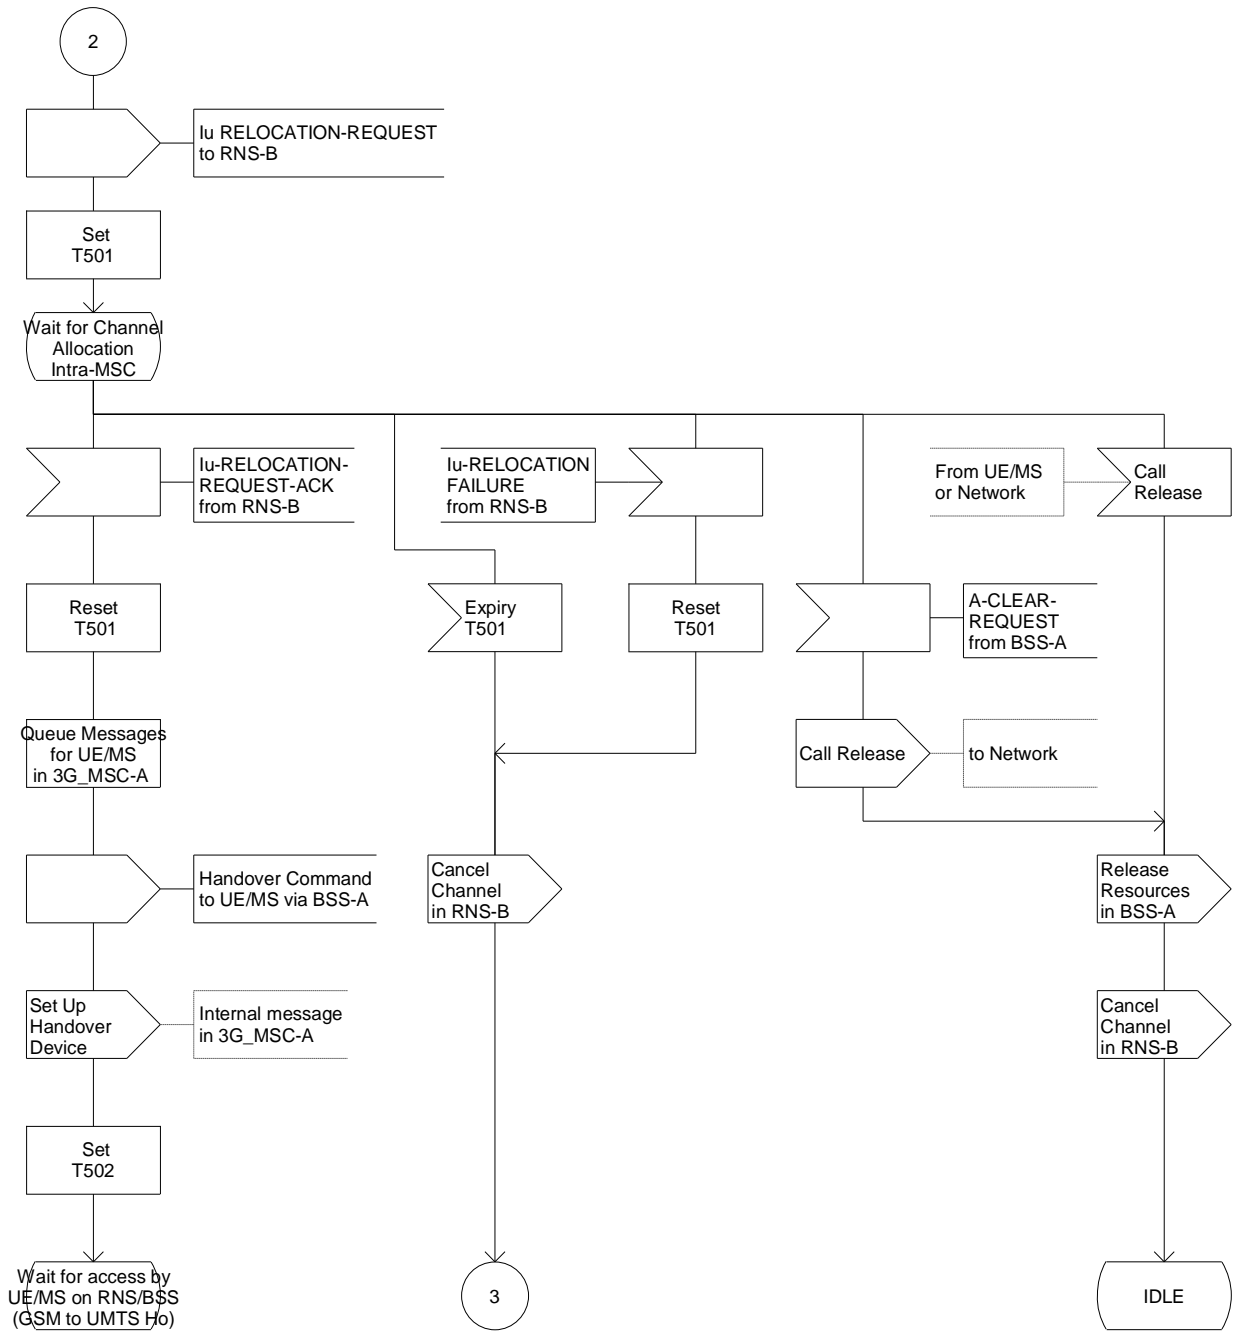 2
Iu RELOCATION-REQUEST
to RNS-B
Set
T501
Wait for Channel
Allocation
Intra-MSC
Iu-RELOCATION-
REQUEST-ACK
from RNS-B
Iu-RELOCATION
FAILURE
from RNS-B
From UE/MS
or Network
Call
Release
Reset
T501
Expiry
T501
Reset
T501
A-CLEAR-
REQUEST
from BSS-A
Queue Messages
for UE/MS
in 3G_MSC-A
Call Release
to Network
Handover Command
to UE/MS via BSS-A
Cancel
Channel
in RNS-B
Release
Resources
in BSS-A
Set Up
Handover
Device
Internal message
in 3G_MSC-A
Cancel
Channel
in RNS-B
Set
T502
Wait for access by
UE/MS on RNS/BSS
(GSM to UMTS Ho)
3
IDLE